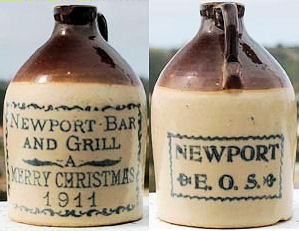 NEWPORT BAR
AND GRILL
A
MERRY CHRISTMAS
1911
NEWPORT
E. O. S.